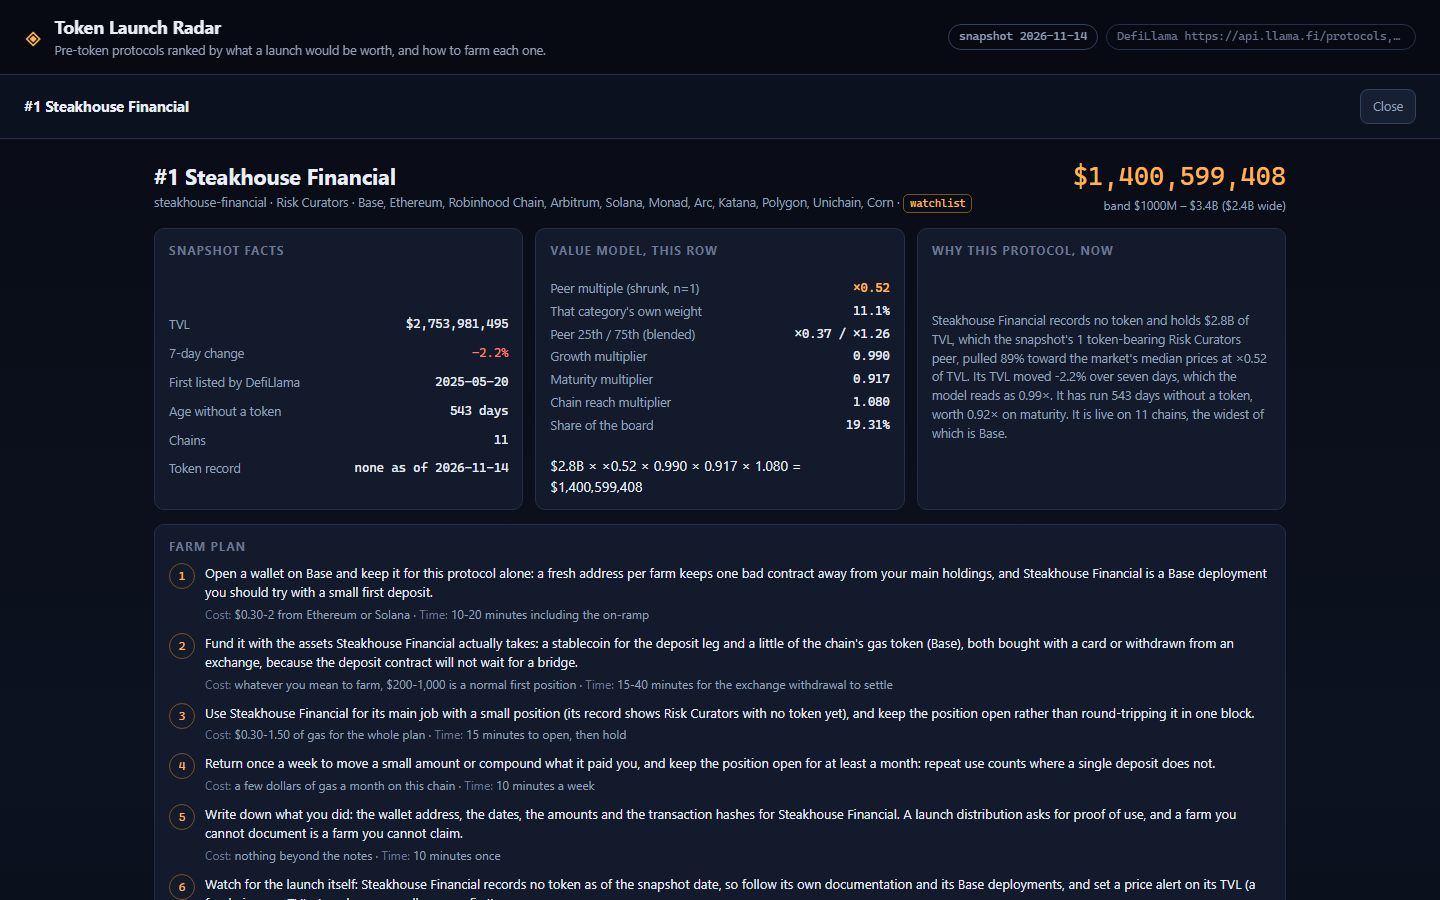 Token Launch Radar
Pre-token protocols ranked by what a launch would be worth, and how to farm each one.
snapshot 2026-11-14
DefiLlama https://api.llama.fi/protocols,…
#1 Steakhouse Financial
Close
#1 Steakhouse Financial
$1,400,599,408
steakhouse-financial · Risk Curators · Base, Ethereum, Robinhood Chain, Arbitrum, Solana, Monad, Arc, Katana, Polygon, Unichain, Corn · watchlist
band $1000M – $3.4B ($2.4B wide)
SNAPSHOT FACTS
TVL $2,753,981,495
7-day change −2.2%
First listed by DefiLlama 2025-05-20
Age without a token 543 days
Chains 11
Token record none as of 2026-11-14
VALUE MODEL, THIS ROW
Peer multiple (shrunk, n=1) ×0.52
That category's own weight 11.1%
Peer 25th / 75th (blended) ×0.37 / ×1.26
Growth multiplier 0.990
Maturity multiplier 0.917
Chain reach multiplier 1.080
Share of the board 19.31%
$2.8B × ×0.52 × 0.990 × 0.917 × 1.080 =
$1,400,599,408
WHY THIS PROTOCOL, NOW
Steakhouse Financial records no token and holds $2.8B of
TVL, which the snapshot's 1 token-bearing Risk Curators
peer, pulled 89% toward the market's median prices at ×0.52
of TVL. Its TVL moved -2.2% over seven days, which the
model reads as 0.99×. It has run 543 days without a token,
worth 0.92× on maturity. It is live on 11 chains, the widest of
which is Base.
FARM PLAN
1 Open a wallet on Base and keep it for this protocol alone: a fresh address per farm keeps one bad contract away from your main holdings, and Steakhouse Financial is a Base deployment
you should try with a small first deposit.
Cost: $0.30-2 from Ethereum or Solana · Time: 10-20 minutes including the on-ramp
2 Fund it with the assets Steakhouse Financial actually takes: a stablecoin for the deposit leg and a little of the chain's gas token (Base), both bought with a card or withdrawn from an
exchange, because the deposit contract will not wait for a bridge.
Cost: whatever you mean to farm, $200-1,000 is a normal first position · Time: 15-40 minutes for the exchange withdrawal to settle
3 Use Steakhouse Financial for its main job with a small position (its record shows Risk Curators with no token yet), and keep the position open rather than round-tripping it in one block.
Cost: $0.30-1.50 of gas for the whole plan · Time: 15 minutes to open, then hold
4 Return once a week to move a small amount or compound what it paid you, and keep the position open for at least a month: repeat use counts where a single deposit does not.
Cost: a few dollars of gas a month on this chain · Time: 10 minutes a week
5 Write down what you did: the wallet address, the dates, the amounts and the transaction hashes for Steakhouse Financial. A launch distribution asks for proof of use, and a farm you
cannot document is a farm you cannot claim.
Cost: nothing beyond the notes · Time: 10 minutes once
6 Watch for the launch itself: Steakhouse Financial records no token as of the snapshot date, so follow its own documentation and its Base deployments, and set a price alert on its TVL (a